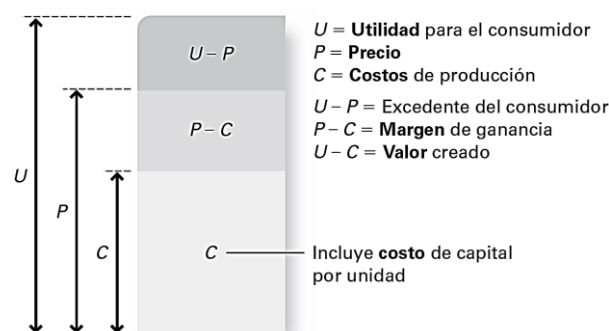 U – P
P – C
U
P
C
C
U = Utilidad para el consumidor
P = Precio
C = Costos de producción
U – P = Excedente del consumidor
P – C = Margen de ganancia
U – C = Valor creado
Incluye costo de capital
por unidad